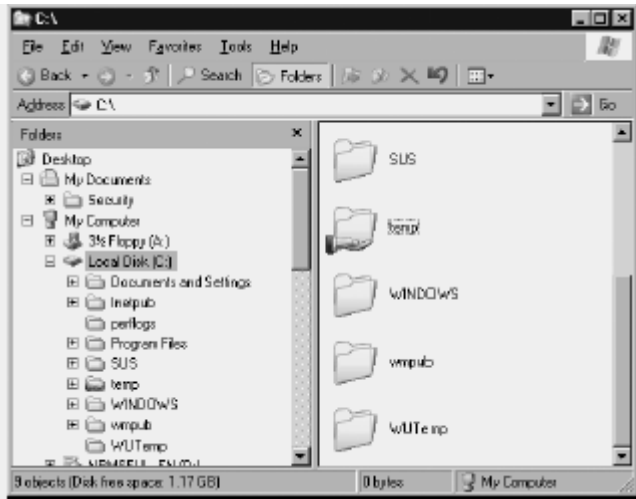 C:\
File Edit View Favorites Tools Help
Back Search Folders
Address C:\ Go
Folders
Desktop
My Documents
Security
My Computer
3½ Floppy (A:)
Local Disk (C:)
Documents and Settings
Inetpub
perflogs
Program Files
SUS
temp
WINDOWS
wmpub
WUTemp
SUS
temp
WINDOWS
wmpub
WUTemp
9 objects (Disk free space: 1.17 GB) 0 bytes My Computer